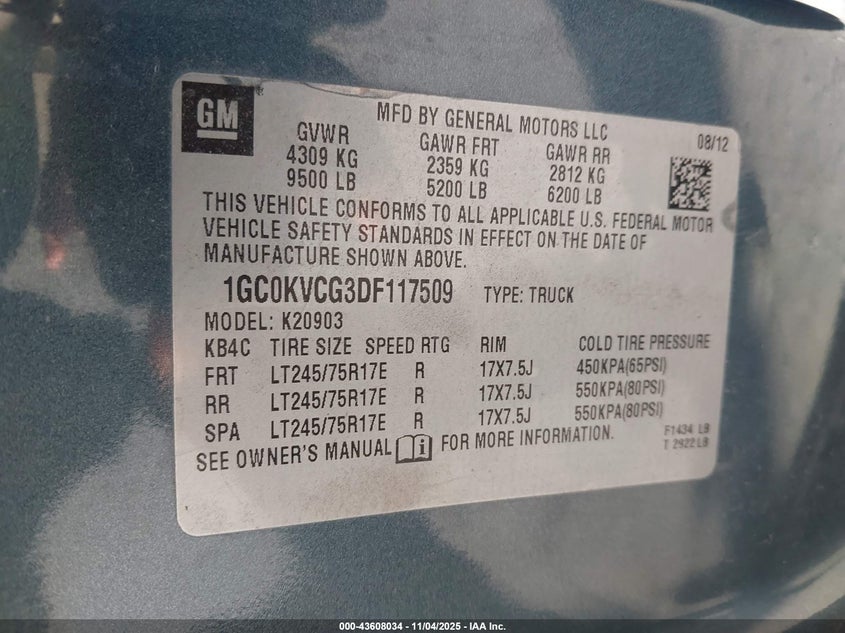 GM
MFD BY GENERAL MOTORS LLC
08/12
GVWR GAWR FRT GAWR RR
4309 KG 2359 KG 2812 KG
9500 LB 5200 LB 6200 LB
THIS VEHICLE CONFORMS TO ALL APPLICABLE U.S. FEDERAL MOTOR
VEHICLE SAFETY STANDARDS IN EFFECT ON THE DATE OF
MANUFACTURE SHOWN ABOVE.
1GC0KVCG3DF117509 TYPE: TRUCK
MODEL: K20903
KB4C TIRE SIZE SPEED RTG RIM COLD TIRE PRESSURE
FRT LT245/75R17E R 17X7.5J 450KPA(65PSI)
RR LT245/75R17E R 17X7.5J 550KPA(80PSI)
SPA LT245/75R17E R 17X7.5J 550KPA(80PSI)
SEE OWNER'S MANUAL i FOR MORE INFORMATION.
F1434 LB
T 2922 LB
000-43608034 - 11/04/2025 - IAA Inc.